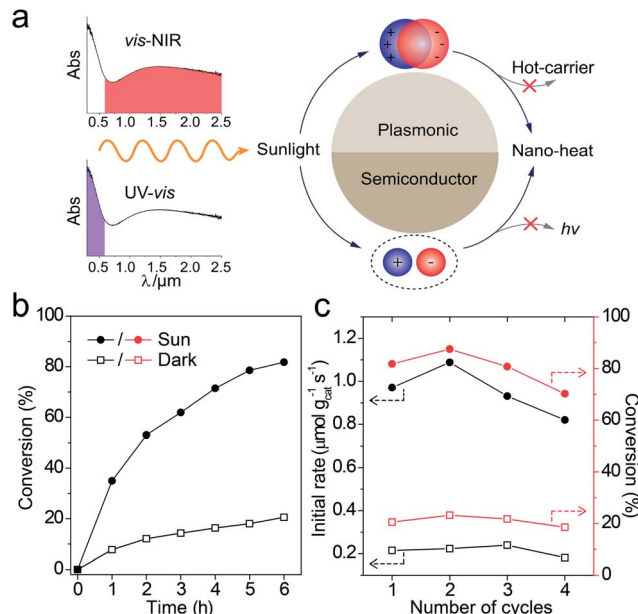 a
vis-NIR
Abs
0.5 1.0 1.5 2.0 2.5
UV-vis
Abs
0.5 1.0 1.5 2.0 2.5
λ/μm
Sunlight
+ + + + + - - - - -
Plasmonic
Semiconductor
+ -
Hot-carrier
Nano-heat
hv
b
100
80
60
40
20
0
Conversion (%)
/ Sun
/ Dark
0 1 2 3 4 5 6
Time (h)
c
1.2
1.0
0.8
0.6
0.4
0.2
Initial rate (μmol g⁻¹cat s⁻¹)
100
80
60
40
20
0
Conversion (%)
1 2 3 4
Number of cycles